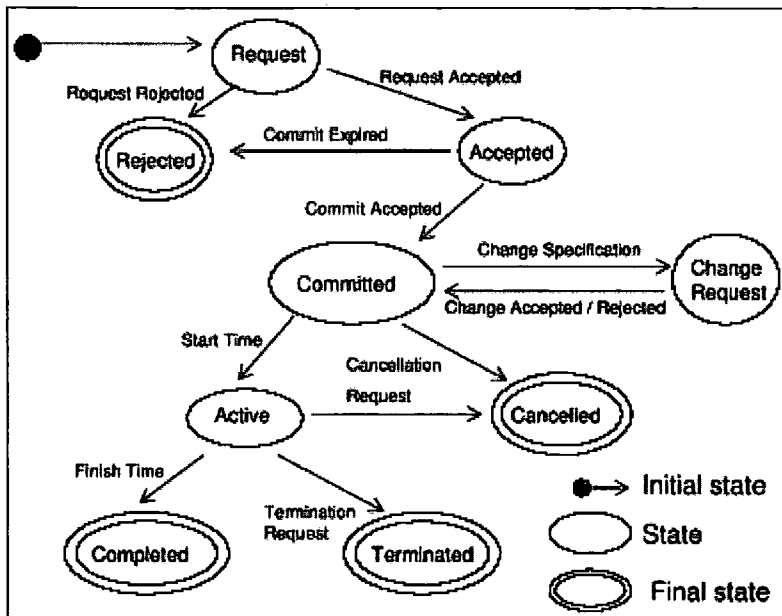 Request
Request Accepted
Request Rejected
Commit Expired
Rejected
Accepted
Commit Accepted
Change Specification
Change
Request
Committed
Change Accepted / Rejected
Start Time
Cancellation
Request
Active
Cancelled
Finish Time
Initial state
Termination
Request
State
Completed
Terminated
Final state